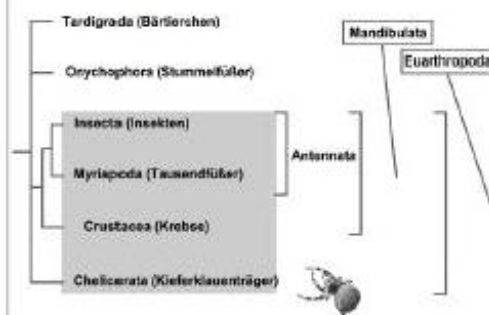 Tardigrada (Bärtierchen)
Mandibulata
Onychophora (Stummelfüßer)
Euarthropoda
Insecta (Insekten)
Antennata
Myriapoda (Tausendfüßer)
Crustacea (Krebse)
Chelicerata (Kieferklauenträger)